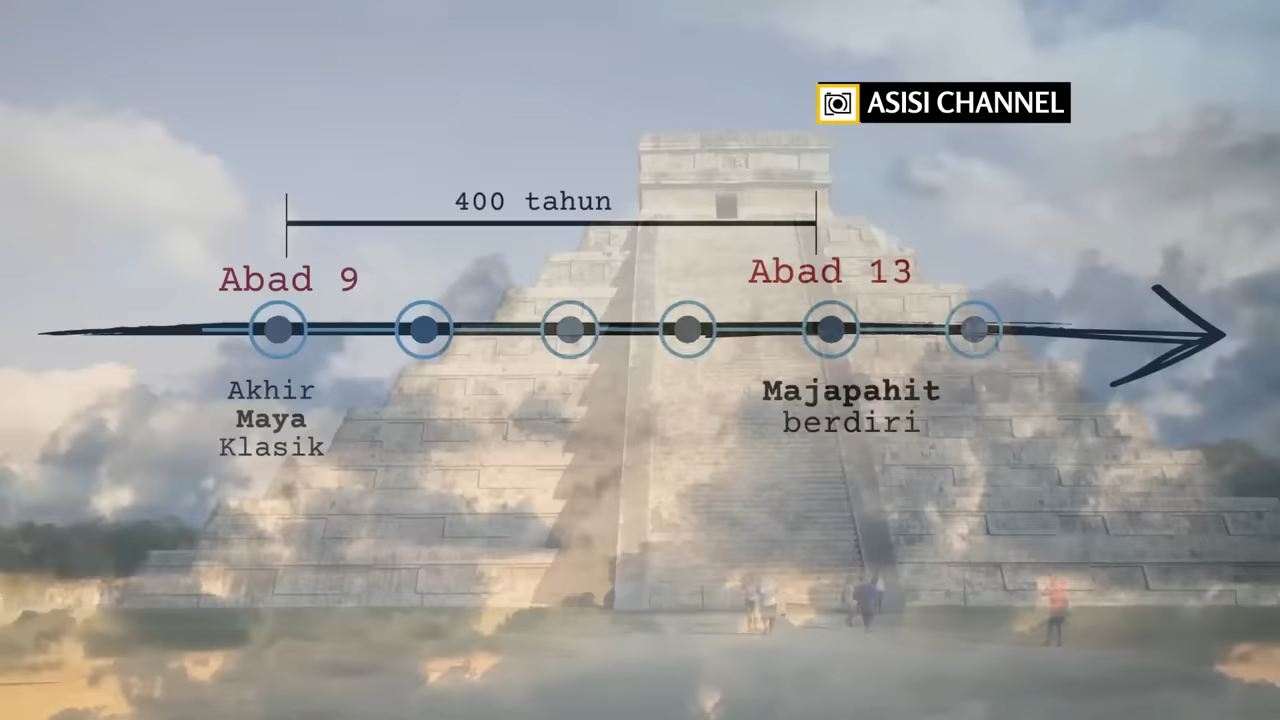 ASISI CHANNEL
400 tahun
Abad 9
Abad 13
Akhir
Maya
Klasik
Majapahit
berdiri